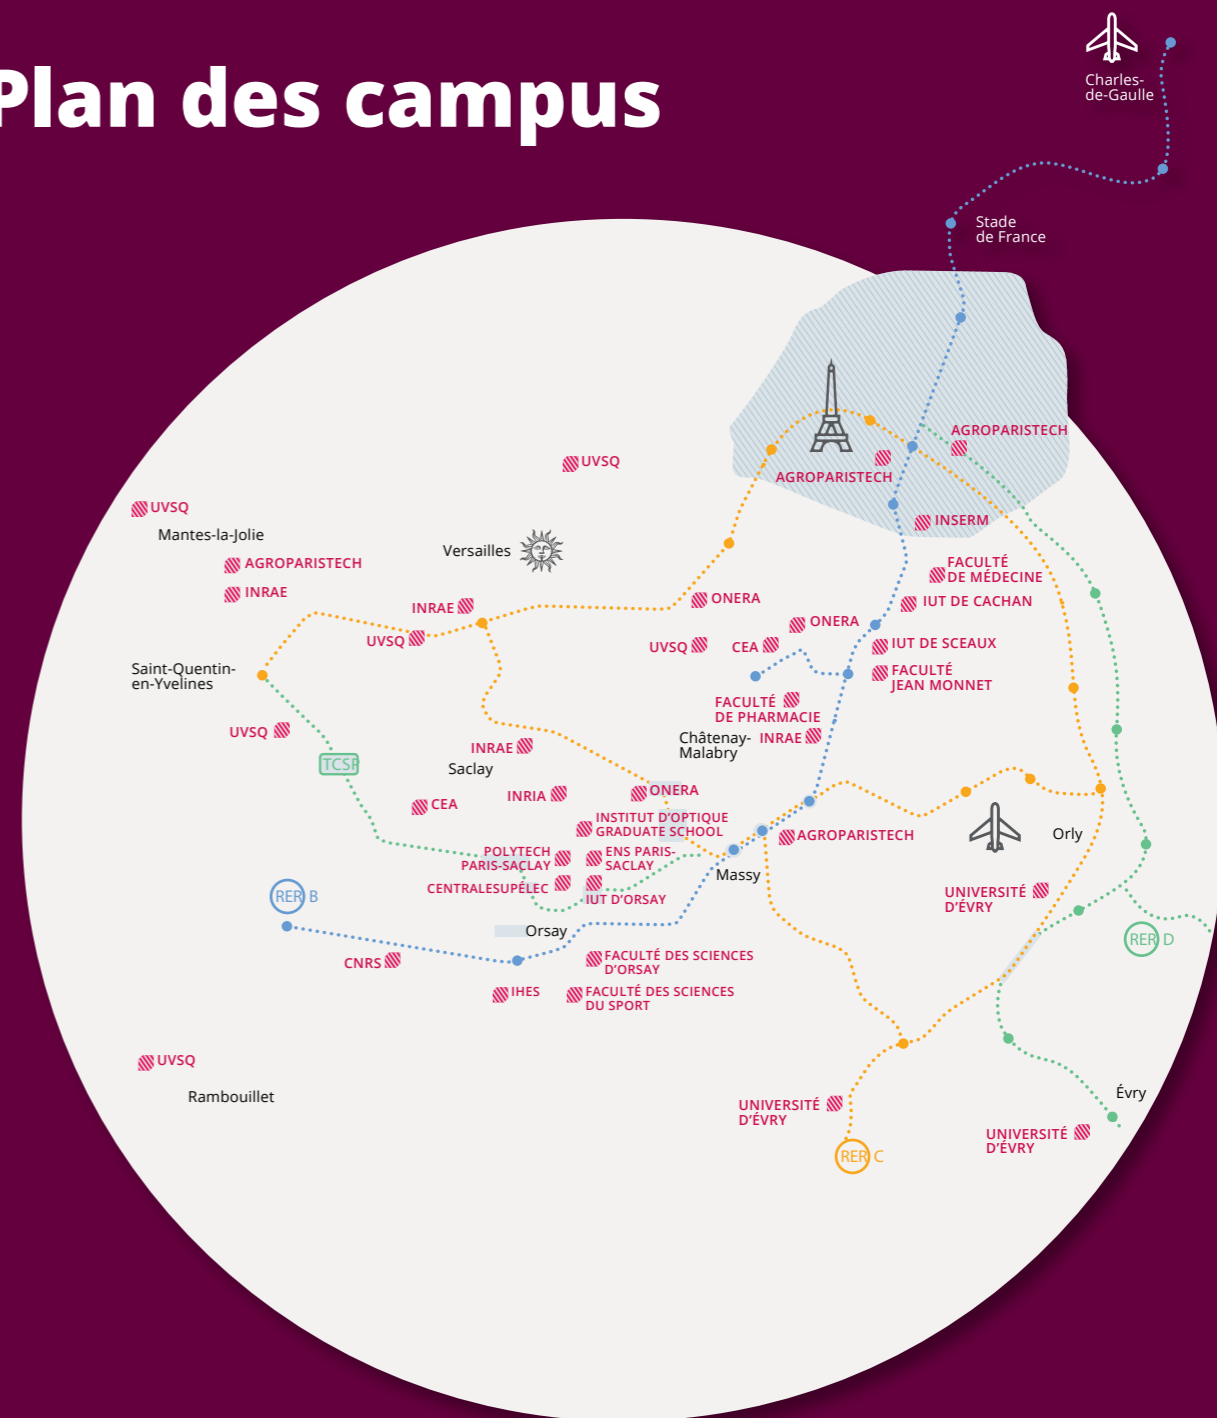 Plan des campus
Charles-
de-Gaulle
Stade
de France
AGROPARISTECH
AGROPARISTECH
UVSQ
UVSQ
Mantes-la-Jolie
INSERM
Versailles
AGROPARISTECH
INRAE
FACULTÉ
DE MÉDECINE
INRAE
ONERA
IUT DE CACHAN
ONERA
UVSQ
UVSQ
CEA
IUT DE SCEAUX
Saint-Quentin-
en-Yvelines
FACULTÉ
JEAN MONNET
FACULTÉ
DE PHARMACIE
UVSQ
Châtenay-
Malabry
INRAE
INRAE
Saclay
TCSP
INRIA
ONERA
CEA
INSTITUT D'OPTIQUE
GRADUATE SCHOOL
AGROPARISTECH
Orly
POLYTECH
PARIS-SACLAY
ENS PARIS-
SACLAY
Massy
CENTRALESUPÉLEC
IUT D'ORSAY
UNIVERSITÉ
D'ÉVRY
RER B
Orsay
RER D
CNRS
FACULTÉ DES SCIENCES
D'ORSAY
IHES
FACULTÉ DES SCIENCES
DU SPORT
UVSQ
Rambouillet
Évry
UNIVERSITÉ
D'ÉVRY
UNIVERSITÉ
D'ÉVRY
RER C